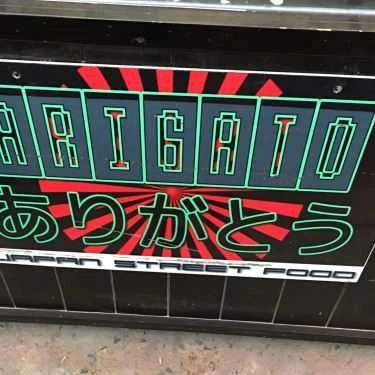 ARIGATO
ありがとう
JAPAN STREET FOOD